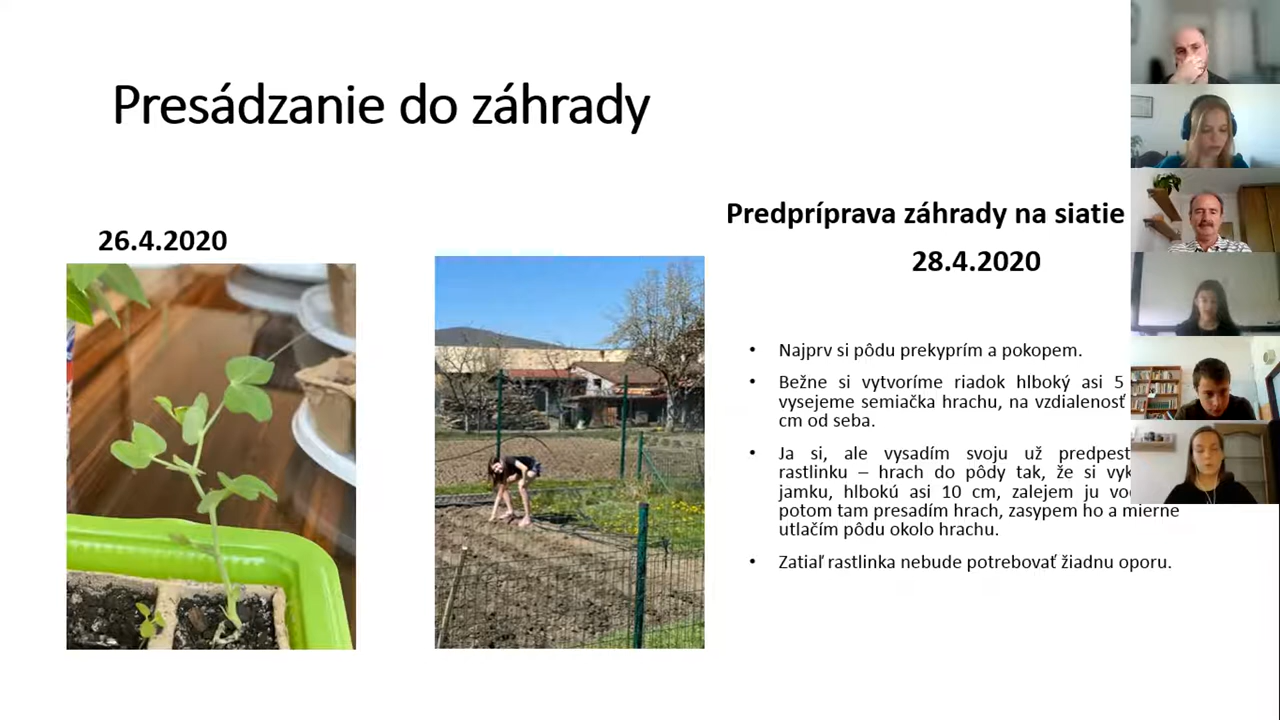 Presádzanie do záhrady
26.4.2020
Predpríprava záhrady na siatie
28.4.2020
• Najprv si pôdu prekyprím a pokopem.
• Bežne si vytvoríme riadok hlboký asi 5
vysejeme semiačka hrachu, na vzdialenosť
cm od seba.
• Ja si, ale vysadím svoju už
rastlinku – hrach do pôdy tak, že si
jamku, hlbokú asi 10 cm, zalejem ju
potom tam presadím hrach, zasypem ho a mierne
utlačím pôdu okolo hrachu.
• Zatiaľ rastlinka nebude potrebovať žiadnu oporu.